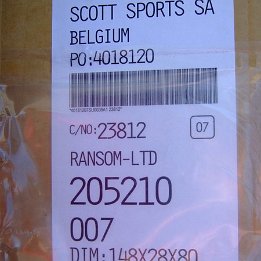 SCOTT SPORTS SA
BELGIUM
PO:4018120
C/NO:23812 07
RANSOM-LTD
205210
007
DIM:148X28X80